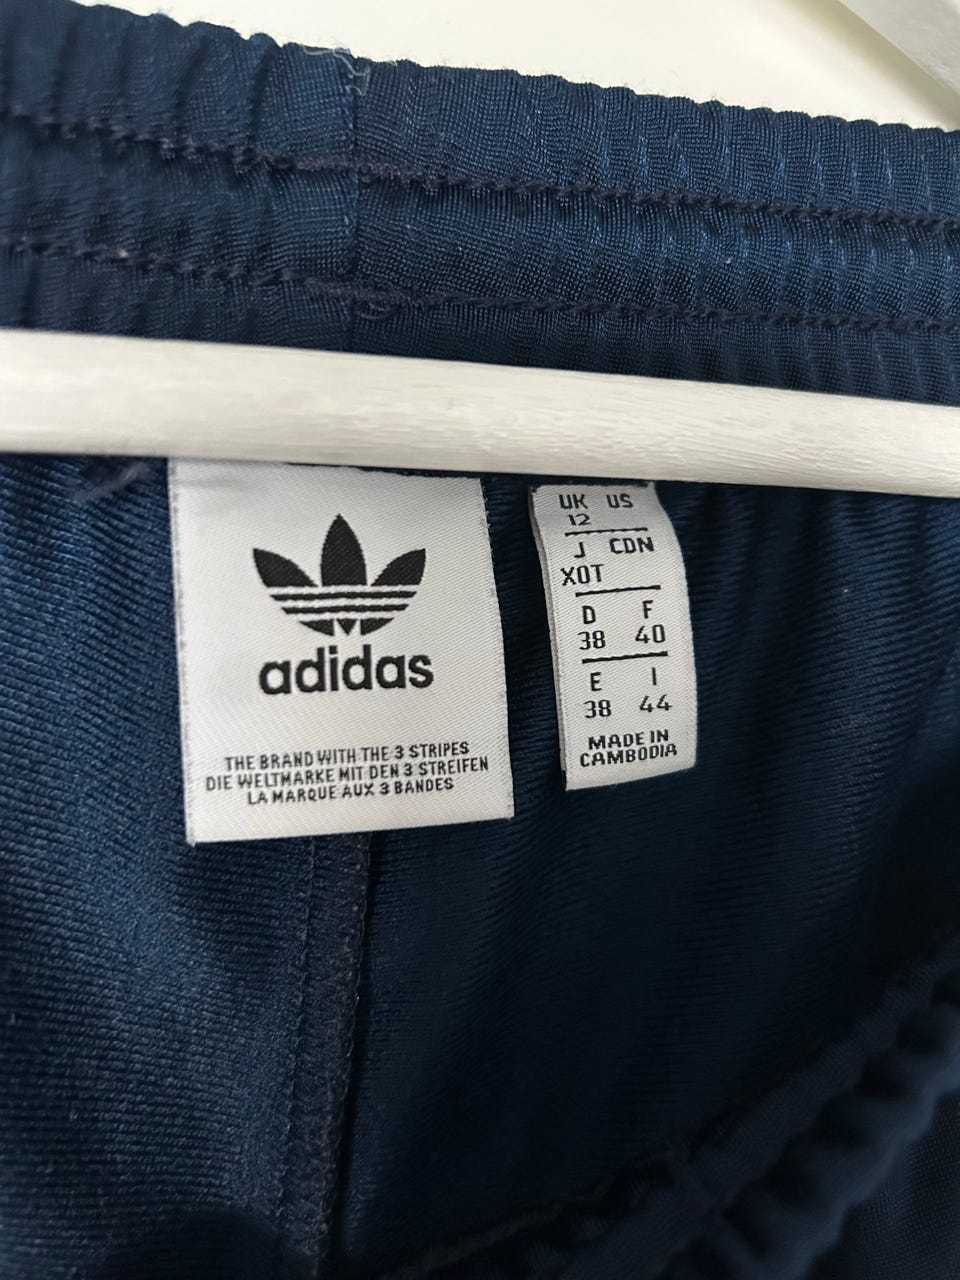 adidas
THE BRAND WITH THE 3 STRIPES
DIE WELTMARKE MIT DEN 3 STREIFEN
LA MARQUE AUX 3 BANDES
UK US
12
J CDN
XOT
D F
38 40
E I
38 44
MADE IN
CAMBODIA